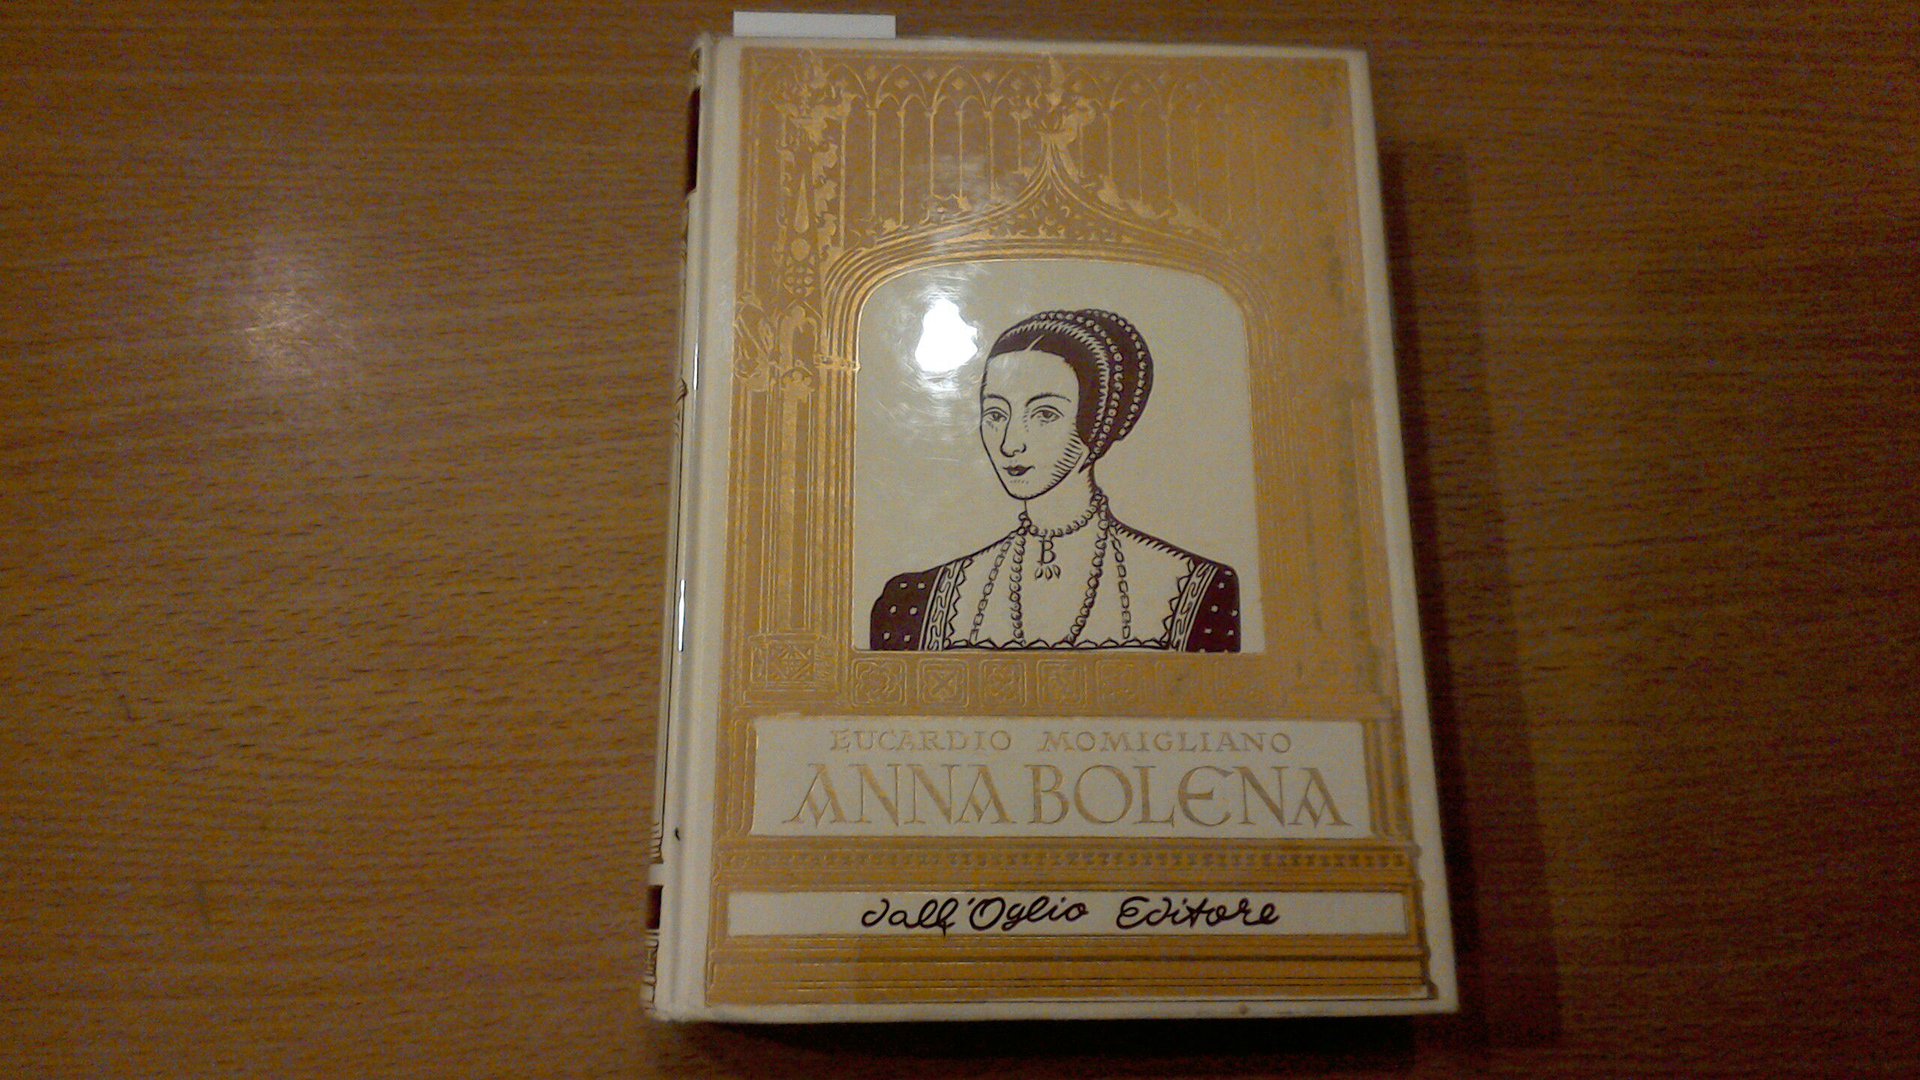 B
EUCARDIO MOMIGLIANO
ANNA BOLENA
dall'Oglio Editore